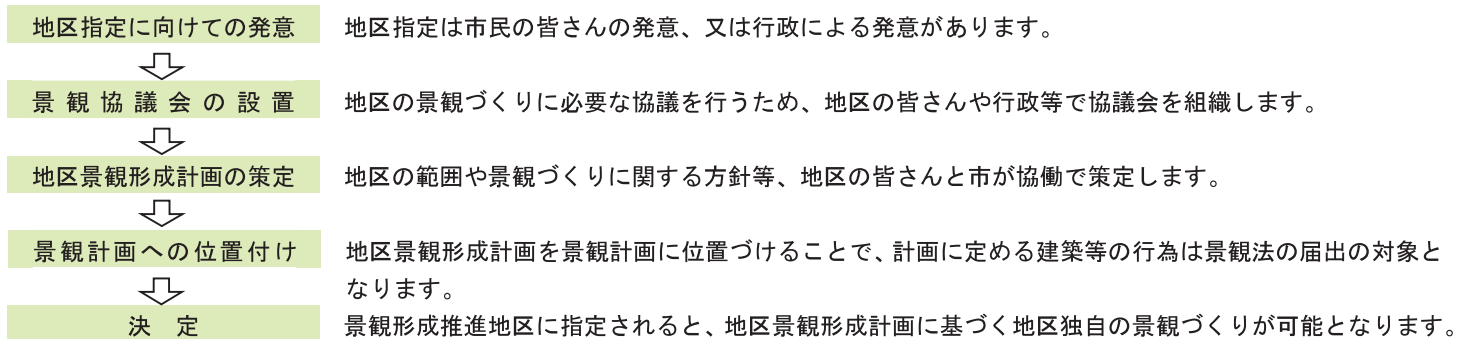 地区指定に向けての発意
地区指定は市民の皆さんの発意、又は行政による発意があります。
景観協議会の設置
地区の景観づくりに必要な協議を行うため、地区の皆さんや行政等で協議会を組織します。
地区景観形成計画の策定
地区の範囲や景観づくりに関する方針等、地区の皆さんと市が協働で策定します。
景観計画への位置付け
地区景観形成計画を景観計画に位置づけることで、計画に定める建築等の行為は景観法の届出の対象と
なります。
決　定
景観形成推進地区に指定されると、地区景観形成計画に基づく地区独自の景観づくりが可能となります。